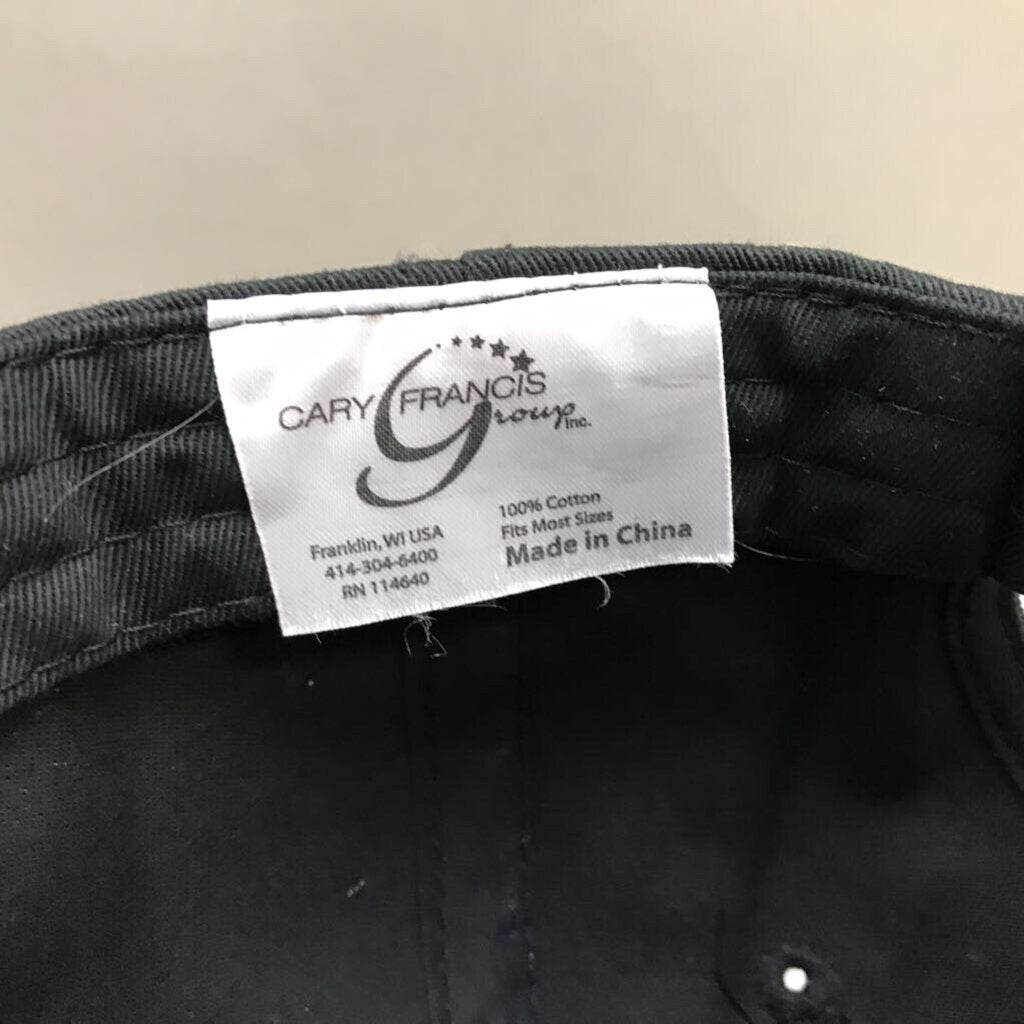 CARY FRANCIS
Group Inc.
Franklin, WI USA
414-304-6400
RN 114640
100% Cotton
Fits Most Sizes
Made in China